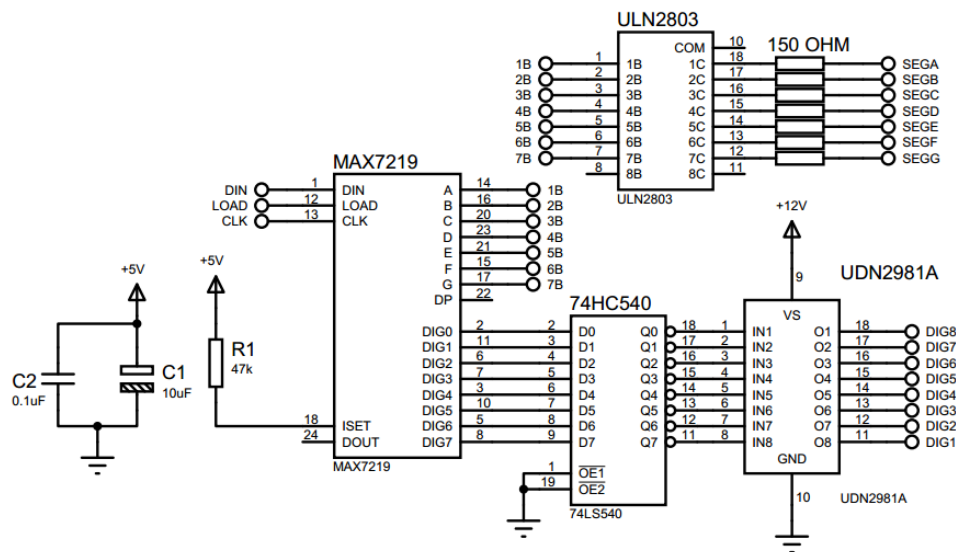 ULN2803
COM 10
150 OHM
1B 1 1B 1C 18 SEGA
2B 2 2B 2C 17 SEGB
3B 3 3B 3C 16 SEGC
4B 4 4B 4C 15 SEGD
5B 5 5B 5C 14 SEGE
6B 6 6B 6C 13 SEGF
7B 7 7B 7C 12 SEGG
8 8B 8C 11
ULN2803
MAX7219
DIN 1 DIN A 14 1B
LOAD 12 LOAD B 16 2B
CLK 13 CLK C 20 3B
D 23 4B
E 21 5B
F 15 6B
G 17 7B
DP 22
DIG0 2
DIG1 11
DIG2 6
DIG3 7
DIG4 3
DIG5 10
DIG6 5
DIG7 8
18 ISET
24 DOUT
MAX7219
+5V
C2
0.1uF
C1
10uF
+5V
R1
47k
74HC540
2 D0 Q0 18
3 D1 Q1 17
4 D2 Q2 16
5 D3 Q3 15
6 D4 Q4 14
7 D5 Q5 13
8 D6 Q6 12
9 D7 Q7 11
1 OE1
19 OE2
74LS540
+12V
9
UDN2981A
VS
1 IN1 O1 18 DIG8
2 IN2 O2 17 DIG7
3 IN3 O3 16 DIG6
4 IN4 O4 15 DIG5
5 IN5 O5 14 DIG4
6 IN6 O6 13 DIG3
7 IN7 O7 12 DIG2
8 IN8 O8 11 DIG1
GND
10
UDN2981A